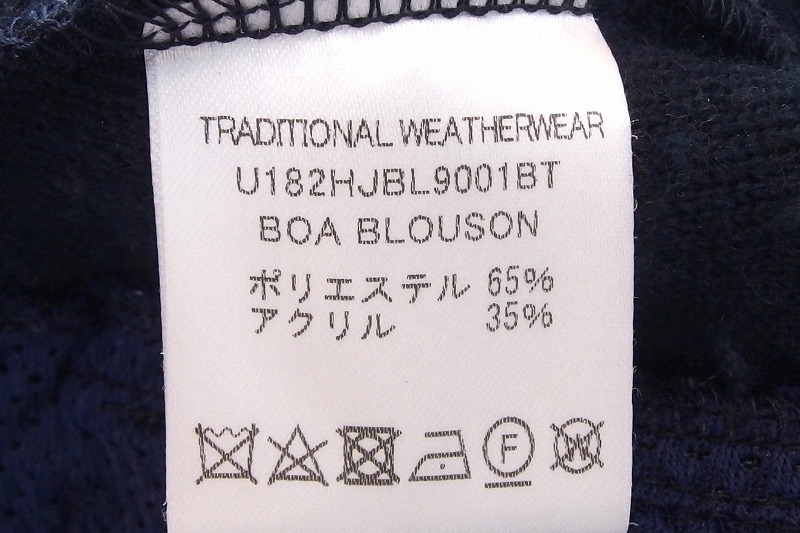 TRADITIONAL WEATHERWEAR
U182HJBL9001BT
BOA BLOUSON
ポリエステル 65%
アクリル 35%
F
W